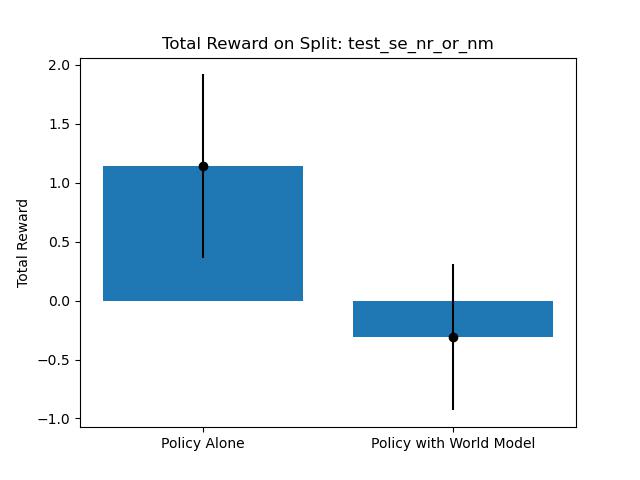 Total Reward on Split: test_se_nr_or_nm
2.0
1.5
1.0
0.5
0.0
−0.5
−1.0
Total Reward
Policy Alone
Policy with World Model